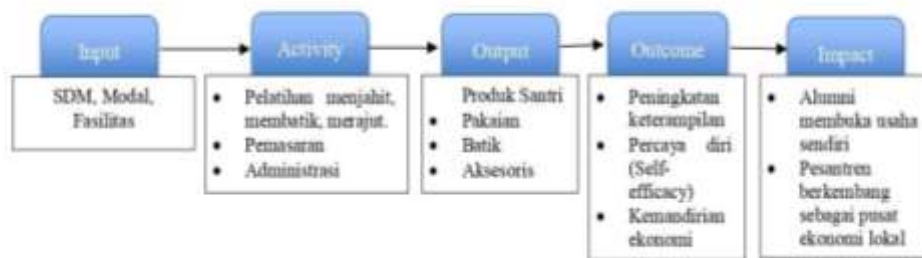 Input
SDM, Modal,
Fasilitas
Activity
• Pelatihan menjahit,
membatik, merajut.
• Pemasaran
• Administrasi
Output
Produk Santri
• Pakaian
• Batik
• Aksesoris
Outcome
• Peningkatan
keterampilan
• Percaya diri
(Self-
efficacy)
• Kemandirian
ekonomi
Impact
• Alumni
membuka usaha
sendiri
• Pesantren
berkembang
sebagai pusat
ekonomi lokal